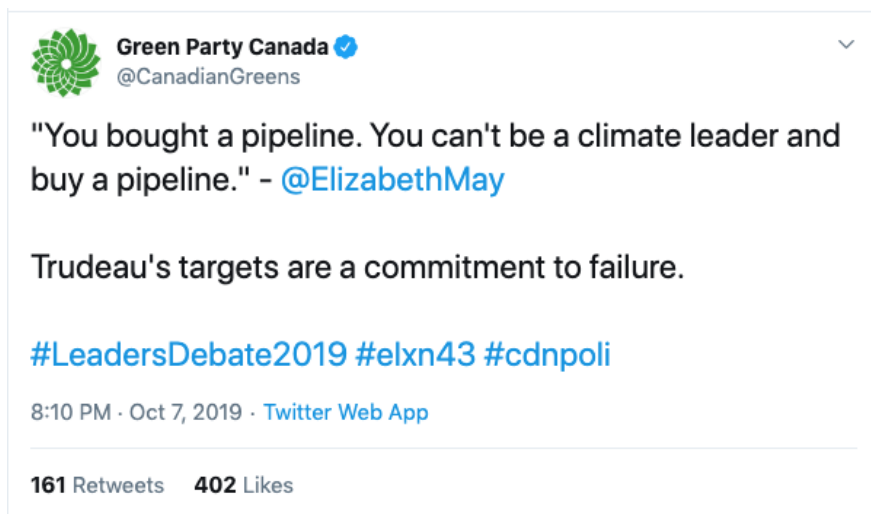 Green Party Canada
@CanadianGreens
"You bought a pipeline. You can't be a climate leader and
buy a pipeline." - @ElizabethMay
Trudeau's targets are a commitment to failure.
#LeadersDebate2019 #elxn43 #cdnpoli
8:10 PM · Oct 7, 2019 · Twitter Web App
161 Retweets 402 Likes